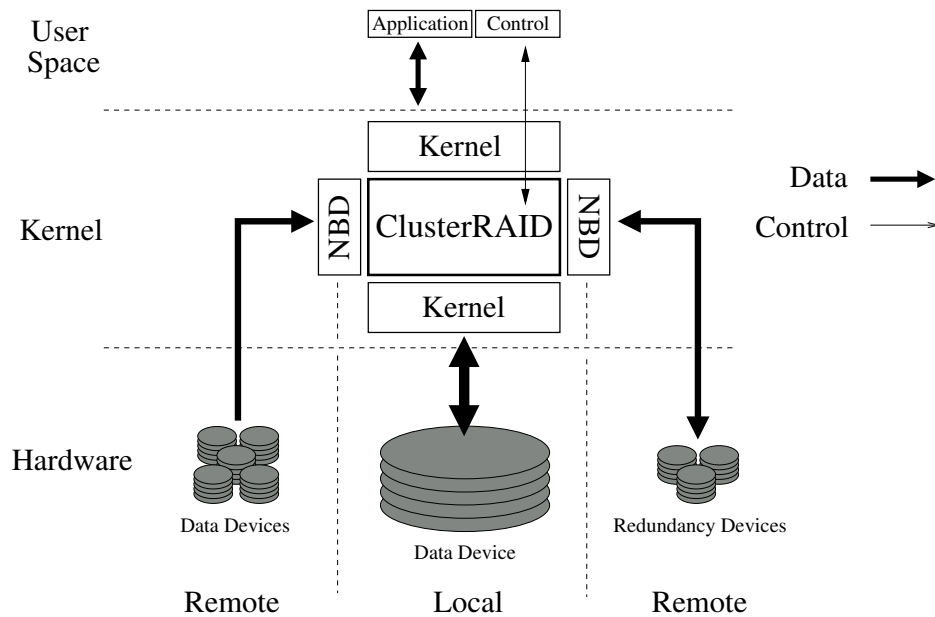 User
Space
Application
Control
Kernel
Kernel
NBD
ClusterRAID
NBD
Kernel
Data
Control
Hardware
Data Devices
Data Device
Redundancy Devices
Remote
Local
Remote